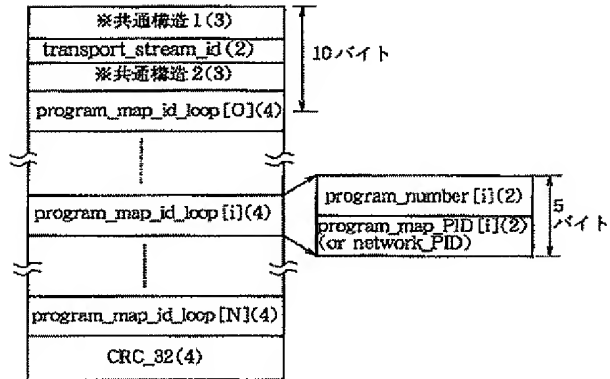 ※共通構造1(3)
transport_stream_id(2)
※共通構造2(3)
10バイト
program_map_id_loop[0](4)
program_map_id_loop[i](4)
program_number[i](2)
program_map_PID[i](2)
(or network_PID)
5
バイト
program_map_id_loop[N](4)
CRC_32(4)